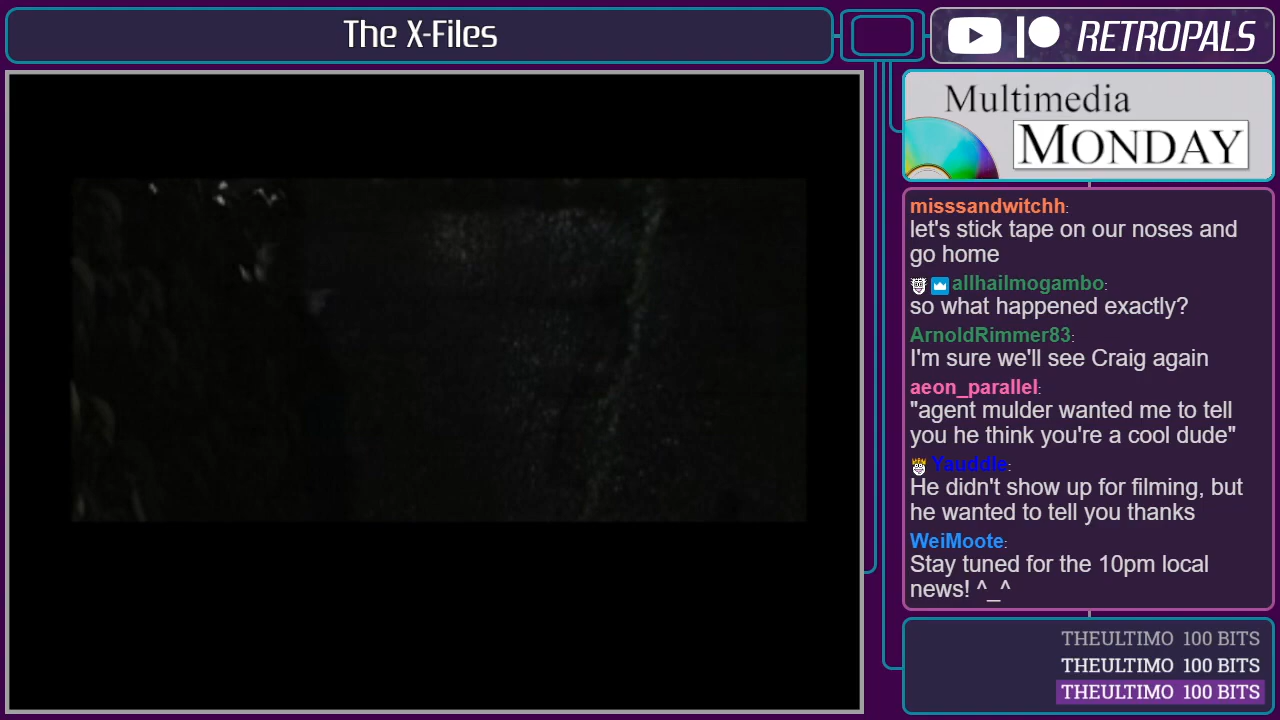 The X-Files
RETROPALS
Multimedia
MONDAY
misssandwitchh:
let's stick tape on our noses and
go home
allhailmogambo:
so what happened exactly?
ArnoldRimmer83:
I'm sure we'll see Craig again
aeon_parallel:
"agent mulder wanted me to tell
you he think you're a cool dude"
Yauddle:
He didn't show up for filming, but
he wanted to tell you thanks
WeiMoote:
Stay tuned for the 10pm local
news! ^_^
THEULTIMO 100 BITS
THEULTIMO 100 BITS
THEULTIMO 100 BITS